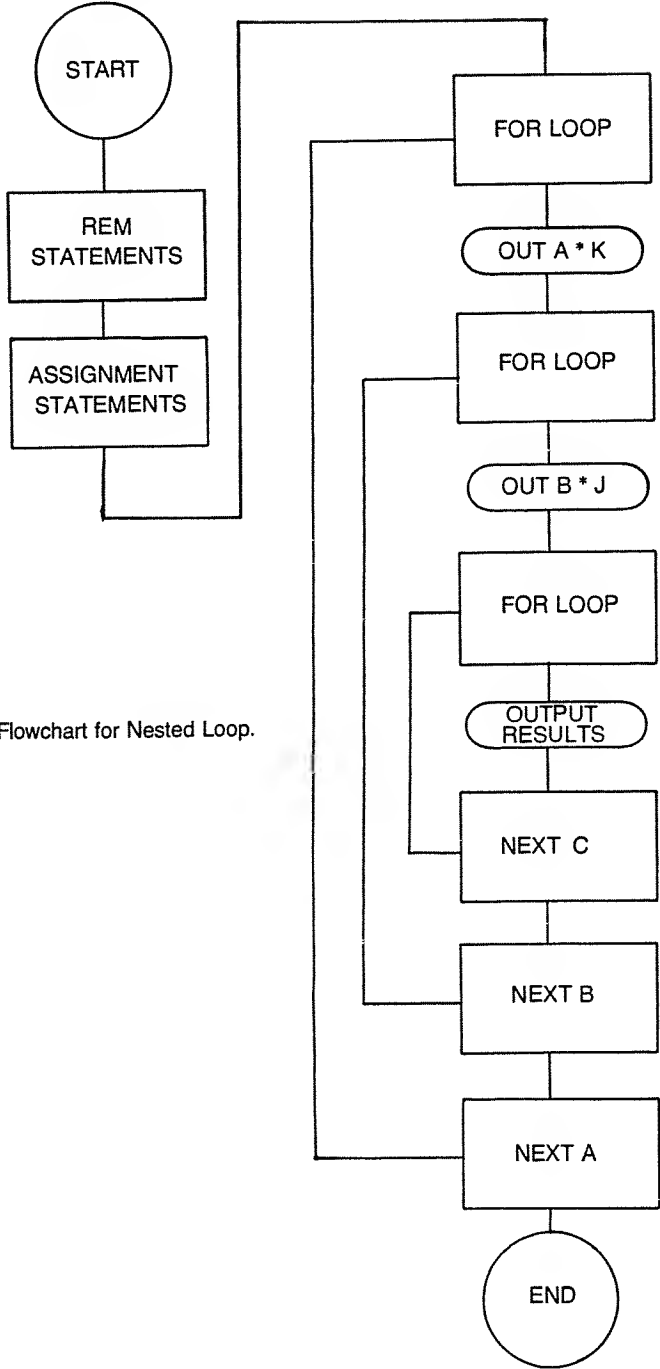 START
REM
STATEMENTS
ASSIGNMENT
STATEMENTS
FOR LOOP
OUT A * K
FOR LOOP
OUT B * J
FOR LOOP
OUTPUT
RESULTS
NEXT C
NEXT B
NEXT A
END
Flowchart for Nested Loop.